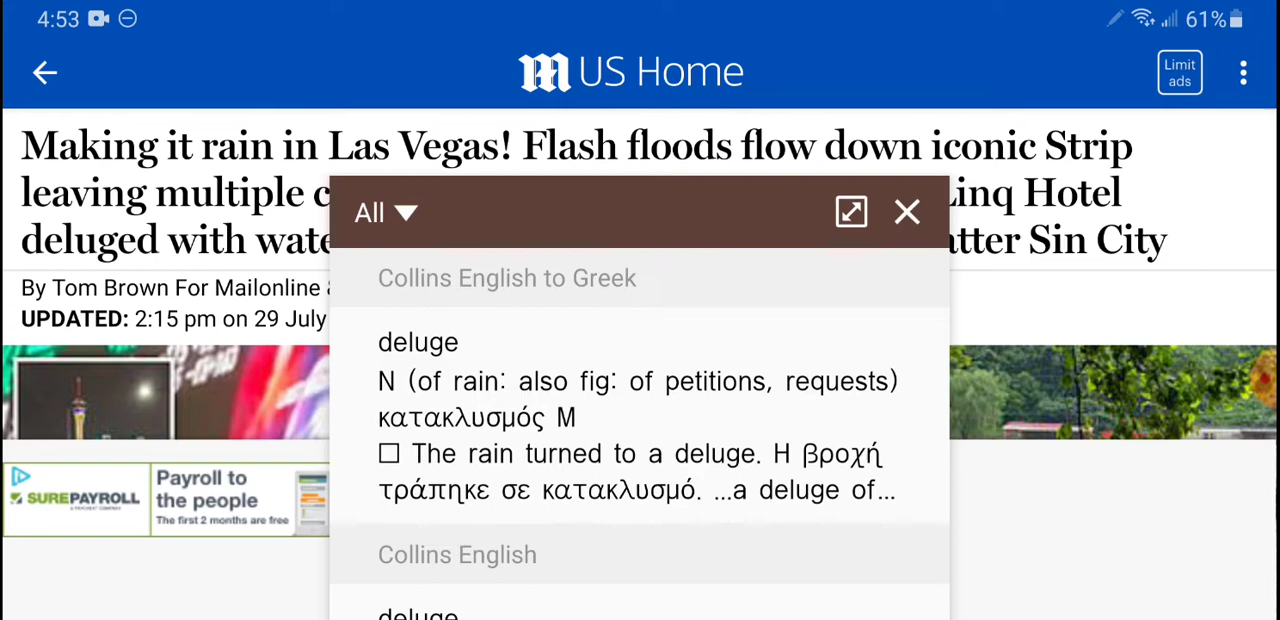 4:53
61%
US Home
Limit
ads
Making it rain in Las Vegas! Flash floods flow down iconic Strip
leaving multiple
Linq Hotel
deluged with
Sin City
By Tom Brown For Mailonline
UPDATED: 2:15 pm on 29 July
All
Collins English to Greek
deluge
N (of rain: also fig: of petitions, requests)
κατακλυσμός M
□ The rain turned to a deluge. Η βροχή
τράπηκε σε κατακλυσμό. ...a deluge of...
Collins English
deluge
SUREPAYROLL
Payroll to
the people
The first 2 months are free